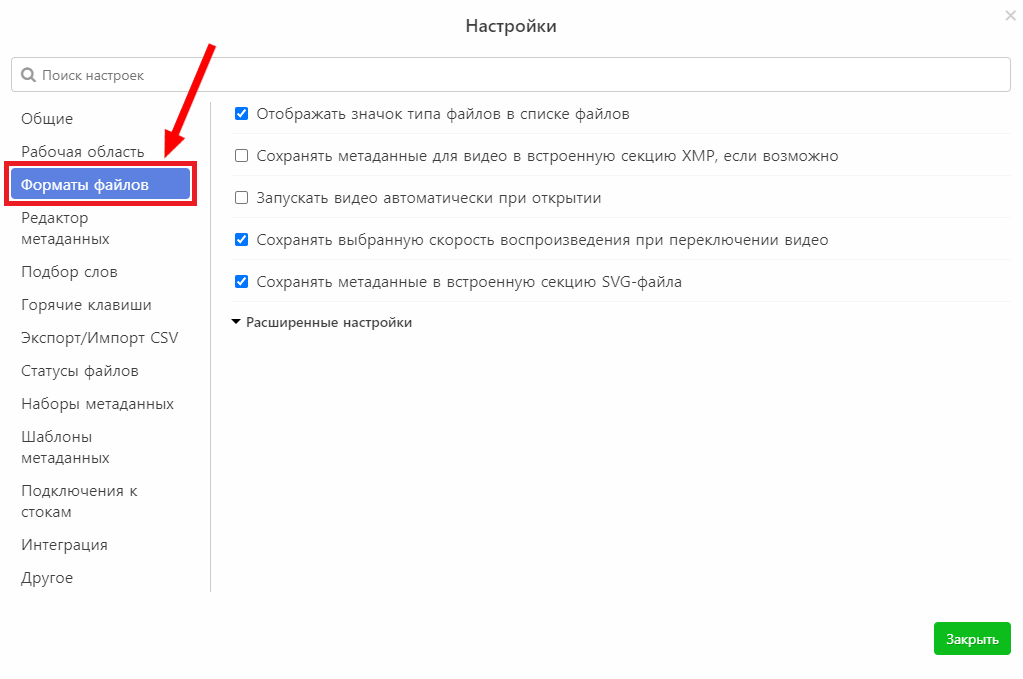 Настройки
Поиск настроек
Общие
Рабочая область
Форматы файлов
Редактор
метаданных
Подбор слов
Горячие клавиши
Экспорт/Импорт CSV
Статусы файлов
Наборы метаданных
Шаблоны
метаданных
Подключения к
стокам
Интеграция
Другое
Отображать значок типа файлов в списке файлов
Сохранять метаданные для видео в встроенную секцию XMP, если возможно
Запускать видео автоматически при открытии
Сохранять выбранную скорость воспроизведения при переключении видео
Сохранять метаданные в встроенную секцию SVG-файла
Расширенные настройки
Закрыть